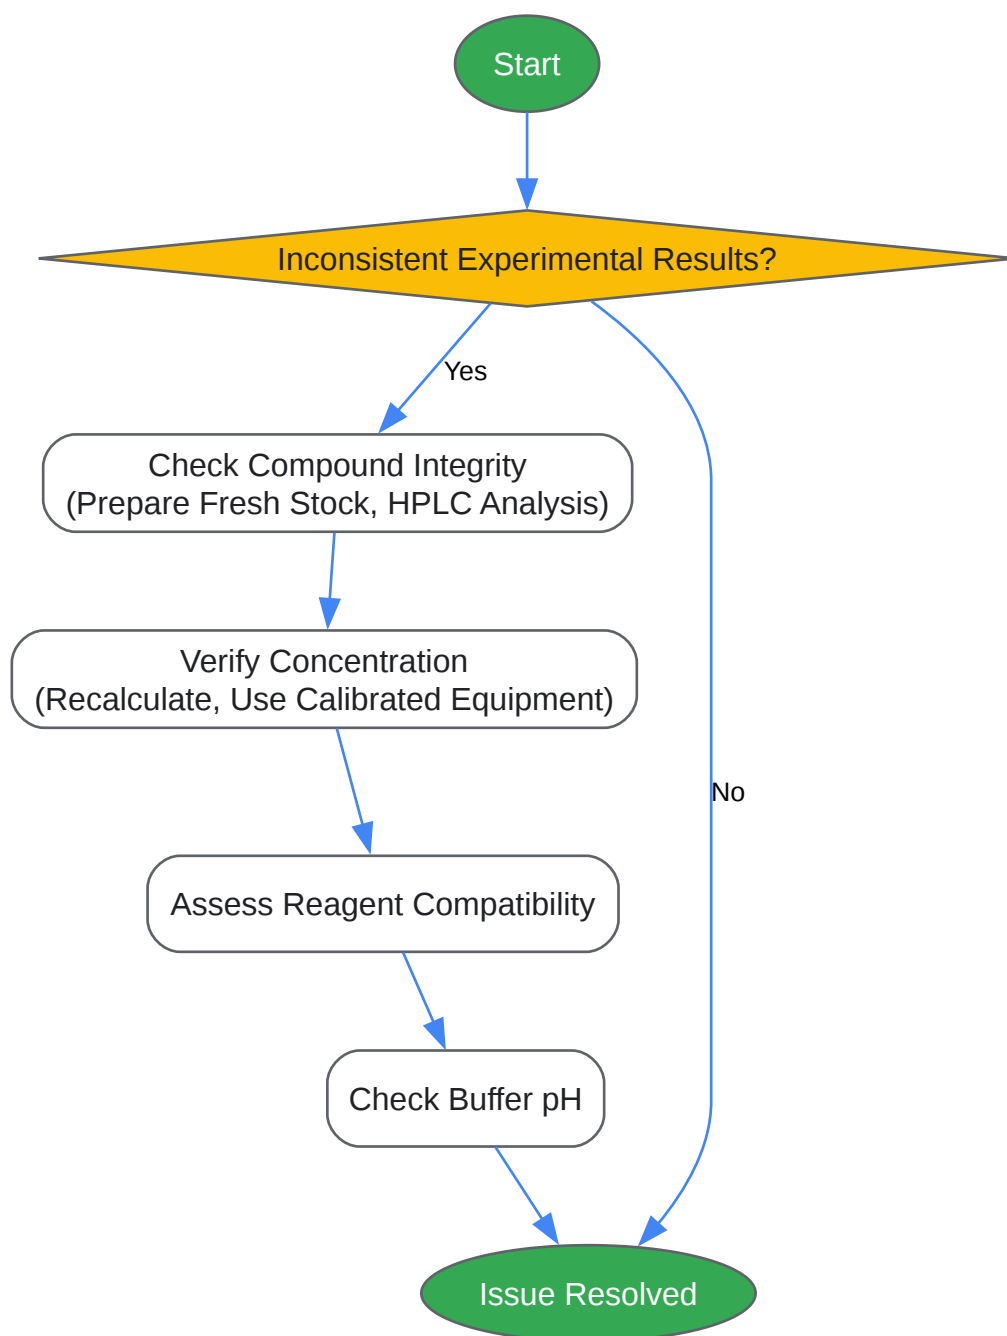 Start
Inconsistent Experimental Results?
Yes
Check Compound Integrity
(Prepare Fresh Stock, HPLC Analysis)
Verify Concentration
(Recalculate, Use Calibrated Equipment)
No
Assess Reagent Compatibility
Check Buffer pH
Issue Resolved